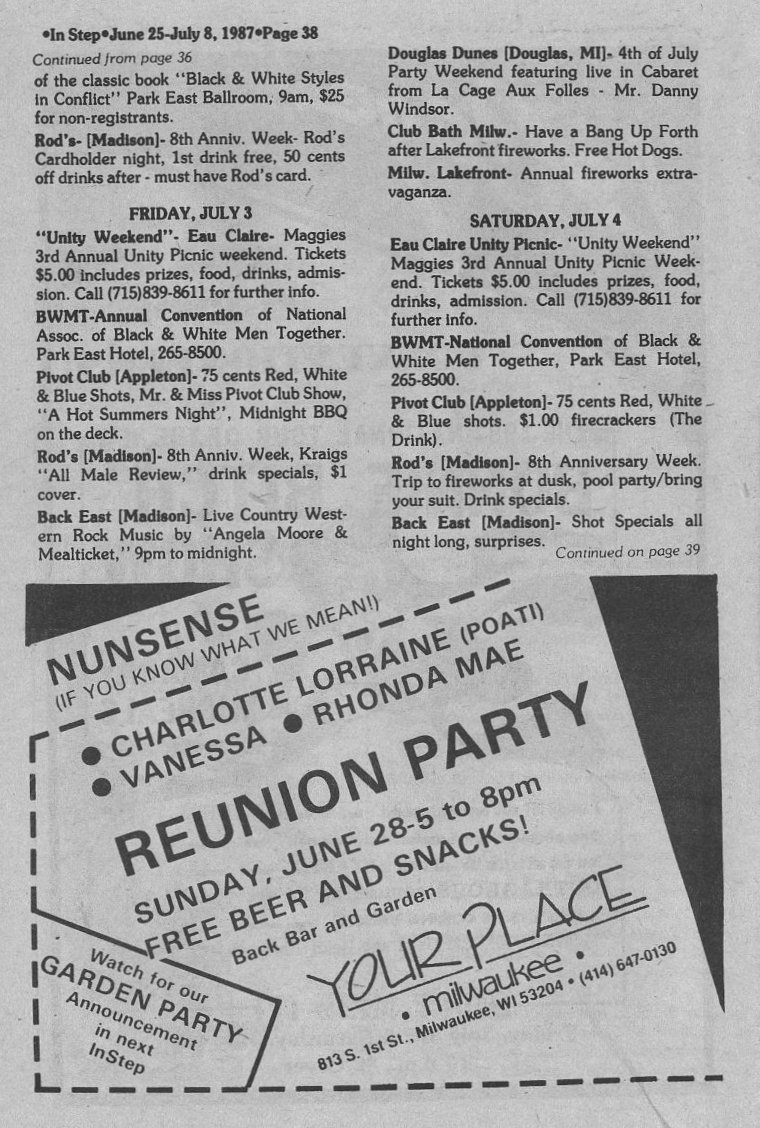 •In Step•June 25-July 8, 1987•Page 38
Continued from page 36
of the classic book "Black & White Styles
in Conflict" Park East Ballroom, 9am, $25
for non-registrants.
Rod's- [Madison]- 8th Anniv. Week- Rod's
Cardholder night, 1st drink free, 50 cents
off drinks after - must have Rod's card.
FRIDAY, JULY 3
"Unity Weekend"- Eau Claire- Maggies
3rd Annual Unity Picnic weekend. Tickets
$5.00 includes prizes, food, drinks, admis-
sion. Call (715)839-8611 for further info.
BWMT-Annual Convention of National
Assoc. of Black & White Men Together.
Park East Hotel, 265-8500.
Pivot Club [Appleton]- 75 cents Red, White
& Blue Shots, Mr. & Miss Pivot Club Show,
"A Hot Summers Night", Midnight BBQ
on the deck.
Rod's [Madison]- 8th Anniv. Week, Kraigs
"All Male Review," drink specials, $1
cover.
Back East [Madison]- Live Country West-
ern Rock Music by "Angela Moore &
Mealticket," 9pm to midnight.
Douglas Dunes [Douglas, MI]- 4th of July
Party Weekend featuring live in Cabaret
from La Cage Aux Folles - Mr. Danny
Windsor.
Club Bath Milw.- Have a Bang Up Forth
after Lakefront fireworks. Free Hot Dogs.
Milw. Lakefront- Annual fireworks extra-
vaganza.
SATURDAY, JULY 4
Eau Claire Unity Picnic- "Unity Weekend"
Maggies 3rd Annual Unity Picnic Week-
end. Tickets $5.00 includes prizes, food,
drinks, admission. Call (715)839-8611 for
further info.
BWMT-National Convention of Black &
White Men Together, Park East Hotel,
265-8500.
Pivot Club [Appleton]- 75 cents Red, White
& Blue shots. $1.00 firecrackers (The
Drink).
Rod's [Madison]- 8th Anniversary Week.
Trip to fireworks at dusk, pool party/bring
your suit. Drink specials.
Back East [Madison]- Shot Specials all
night long, surprises.
Continued on page 39
NUNSENSE
(IF YOU KNOW WHAT WE MEAN!)
• CHARLOTTE LORRAINE (POATI)
• VANESSA • RHONDA MAE
REUNION PARTY
SUNDAY, JUNE 28-5 to 8pm
FREE BEER AND SNACKS!
Back Bar and Garden
YOUR PLACE
• milwaukee •
813 S. 1st St., Milwaukee, WI 53204 • (414) 647-0130
Watch for our
GARDEN PARTY
Announcement
in next
InStep